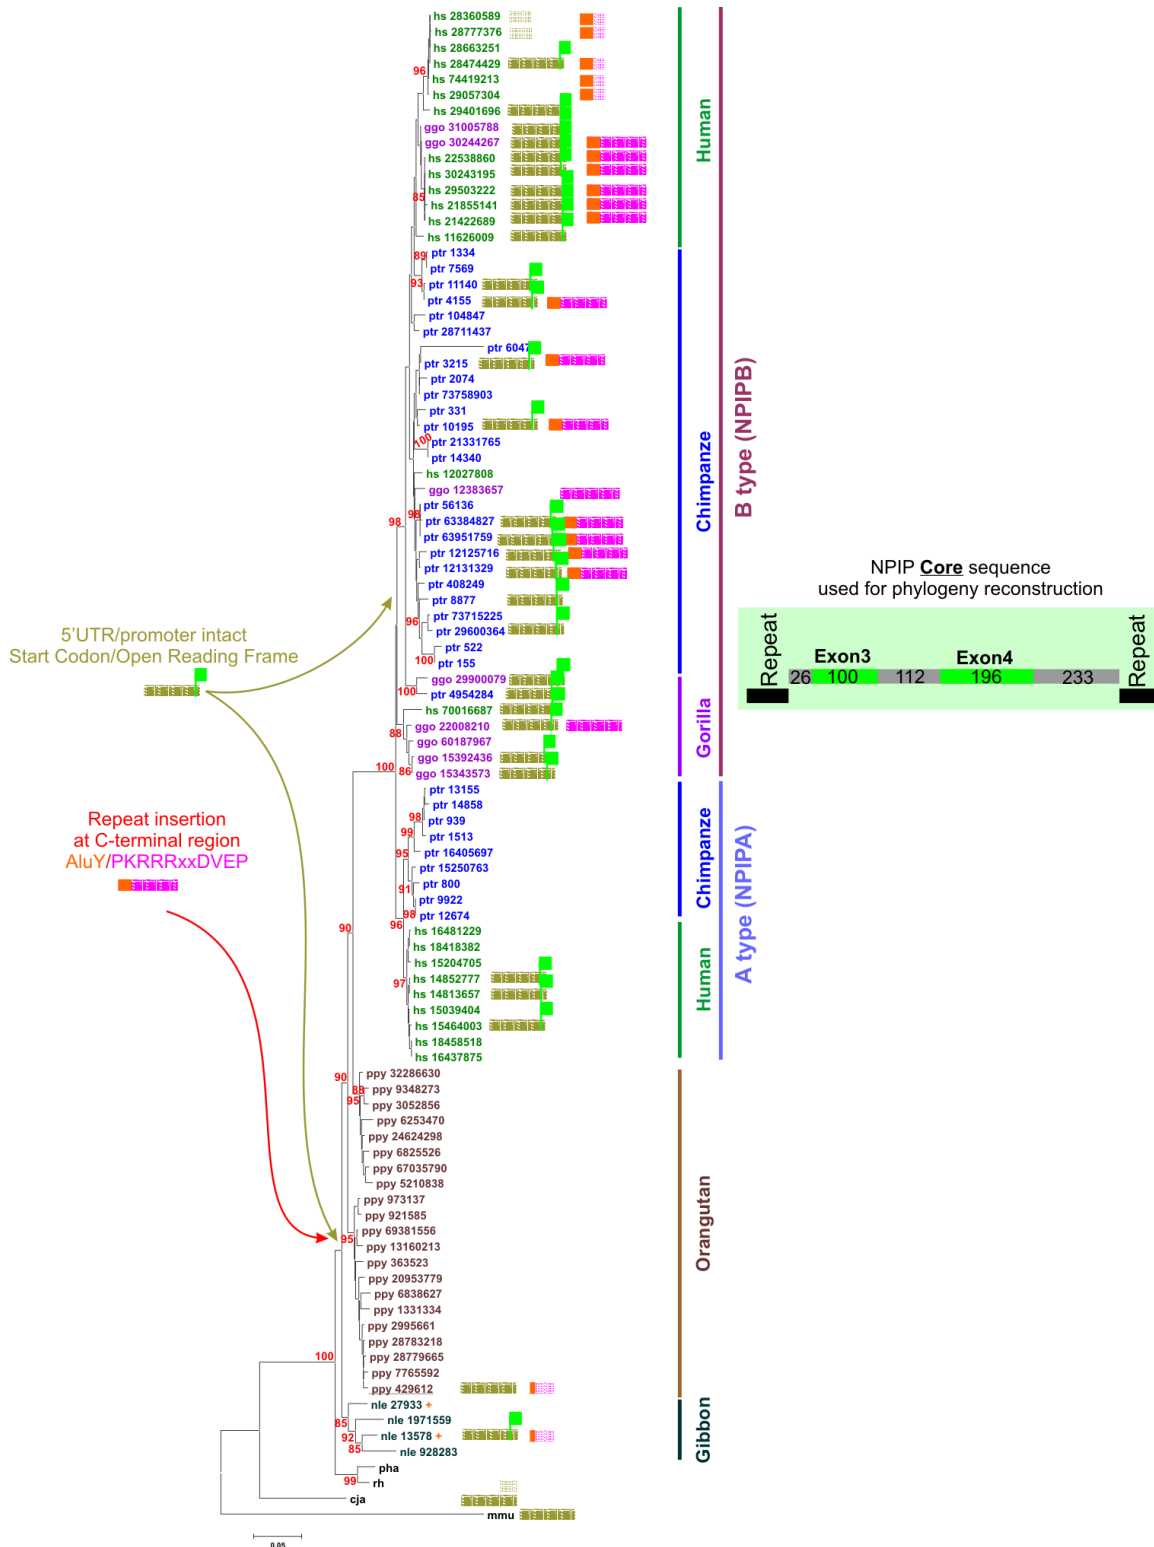 hs 28360589
hs 28777376
hs 28663251
hs 28474429
96
hs 74419213
hs 29057304
hs 29401696
ggo 31005788
ggo 30244267
hs 22538860
hs 30243195
85
hs 29503222
hs 21855141
hs 21422689
hs 11626009
Human
89
ptr 1334
ptr 7569
93
ptr 11140
ptr 4155
ptr 104847
ptr 28711437
ptr 6047
ptr 3215
ptr 2074
ptr 73758903
ptr 331
ptr 10195
100
ptr 21331765
ptr 14340
hs 12027808
ggo 12383657
98
ptr 56136
98
ptr 63384827
ptr 63951759
ptr 12125716
ptr 12131329
ptr 408249
ptr 8877
96
ptr 73715225
ptr 29600364
ptr 522
100
ptr 155
Chimpanze
B type (NPIPB)
NPIP Core sequence
used for phylogeny reconstruction
Repeat
Exon3
Exon4
Repeat
26
100
112
196
233
5'UTR/promoter intact
Start Codon/Open Reading Frame
100
ggo 29900079
ptr 4954284
hs 70016687
ggo 22008210
88
ggo 60187967
ggo 15392436
100
86
ggo 15343573
Gorilla
ptr 13155
ptr 14858
98
ptr 939
99
ptr 1513
95
ptr 16405697
ptr 15250763
91
ptr 800
ptr 9922
98
ptr 12674
Chimpanze
Repeat insertion
at C-terminal region
AluY/PKRRRxxDVEP
96
90
hs 16481229
hs 18418382
hs 15204705
97
hs 14852777
hs 14813657
hs 15039404
hs 15464003
hs 18458518
hs 16437875
Human
A type (NPIPA)
90
ppy 32286630
88
ppy 9348273
95
ppy 3052856
ppy 6253470
ppy 24624298
ppy 6825526
ppy 67035790
ppy 5210838
ppy 973137
ppy 921585
ppy 69381556
95
ppy 13160213
ppy 363523
ppy 20953779
ppy 6838627
ppy 1331334
ppy 2995661
ppy 28783218
100
ppy 28779665
ppy 7765592
ppy 429612
Orangutan
nle 27933 +
85
nle 1971559
92
nle 13578 +
85
nle 928283
Gibbon
pha
99
rh
cja
mmu
0.05